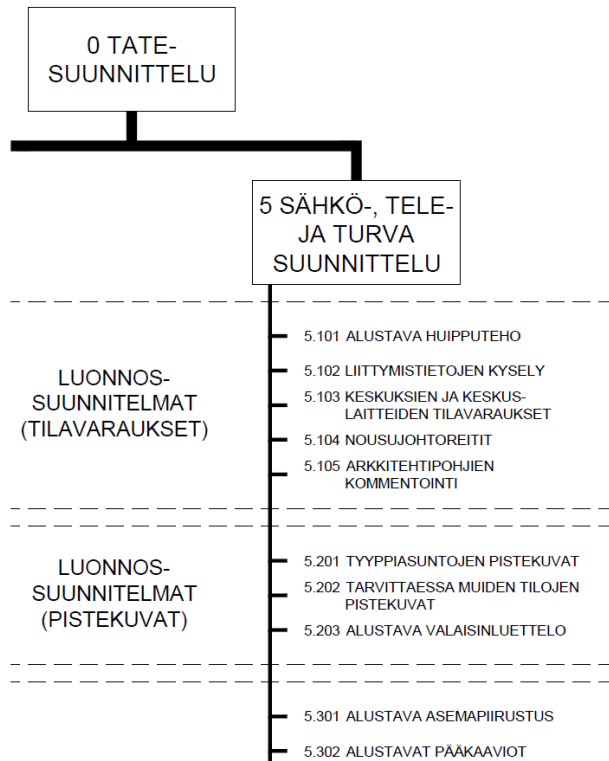 0 TATE-
SUUNNITTELU
5 SÄHKÖ-, TELE-
JA TURVA
SUUNNITTELU
LUONNOS-
SUUNNITELMAT
(TILAVARAUKSET)
5.101 ALUSTAVA HUIPPUTEHO
5.102 LIITTYMISTIETOJEN KYSELY
5.103 KESKUKSIEN JA KESKUS-
LAITTEIDEN TILAVARAUKSET
5.104 NOUSUJOHTOREITIT
5.105 ARKKITEHTIPOHJIEN
KOMMENTOINTI
LUONNOS-
SUUNNITELMAT
(PISTEKUVAT)
5.201 TYYPPIASUNTOJEN PISTEKUVAT
5.202 TARVITTAESSA MUIDEN TILOJEN
PISTEKUVAT
5.203 ALUSTAVA VALAISINLUETTELO
5.301 ALUSTAVA ASEMAPIIRUSTUS
5.302 ALUSTAVAT PÄÄKAAVIOT